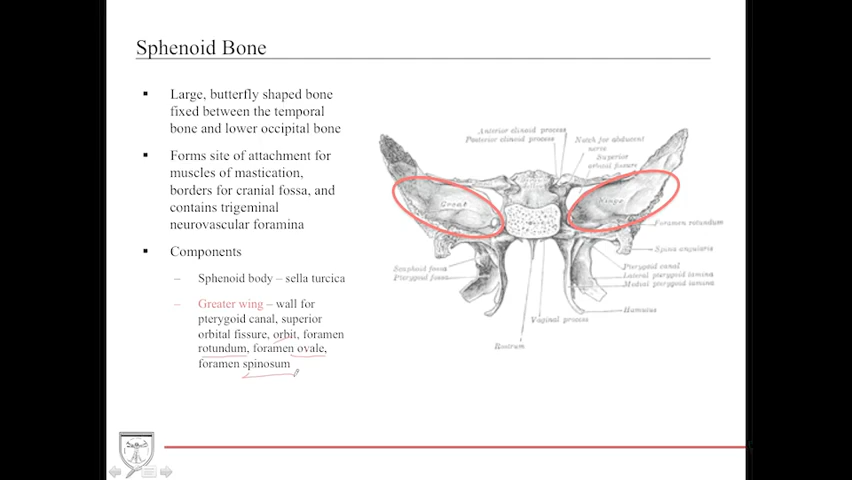 Sphenoid Bone
Large, butterfly shaped bone
fixed between the temporal
bone and lower occipital bone
Forms site of attachment for
muscles of mastication,
borders for cranial fossa, and
contains trigeminal
neurovascular foramina
Components
– Sphenoid body – sella turcica
– Greater wing – wall for
pterygoid canal, superior
orbital fissure, orbit, foramen
rotundum, foramen ovale,
foramen spinosum
Anterior clinoid process
Posterior clinoid process
Notch for abducent
nerve
Superior
orbital fissure
Great
Wings
Foramen rotundum
Spina angularis
Scaphoid fossa
Pterygoid fossa
Pterygoid canal
Lateral pterygoid lamina
Medial pterygoid lamina
Hamulus
Vaginal process
Rostrum